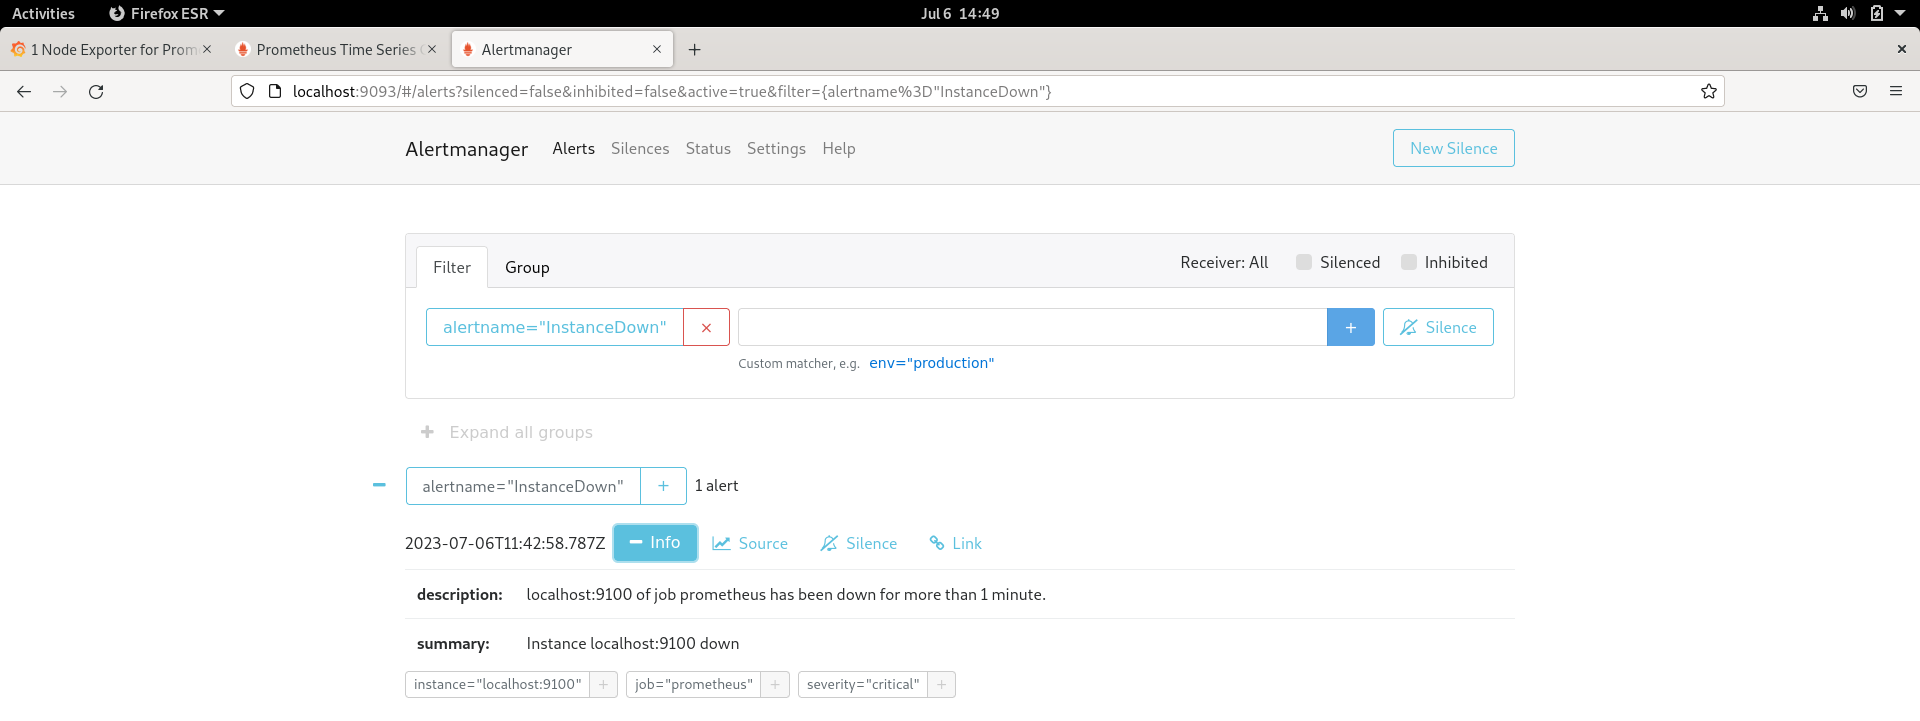 Activities Firefox ESR Jul 6 14:49
1 Node Exporter for Prom Prometheus Time Series Alertmanager
localhost:9093/#/alerts?silenced=false&inhibited=false&active=true&filter={alertname%3D"InstanceDown"}
Alertmanager Alerts Silences Status Settings Help New Silence
Filter Group Receiver: All Silenced Inhibited
alertname="InstanceDown" × + Silence
Custom matcher, e.g. env="production"
+ Expand all groups
− alertname="InstanceDown" + 1 alert
2023-07-06T11:42:58.787Z − Info Source Silence Link
description: localhost:9100 of job prometheus has been down for more than 1 minute.
summary: Instance localhost:9100 down
instance="localhost:9100" + job="prometheus" + severity="critical" +